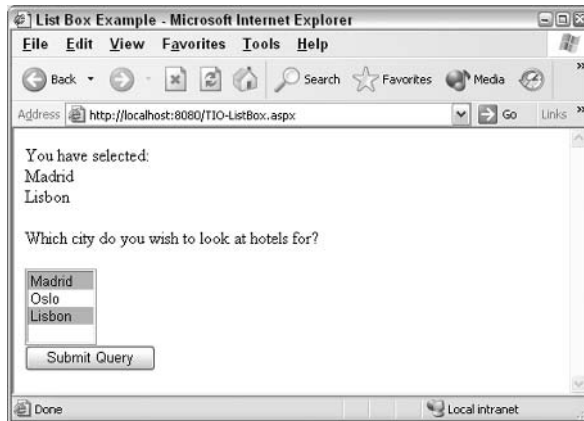 List Box Example - Microsoft Internet Explorer
File Edit View Favorites Tools Help
Back Search Favorites Media »
Address http://localhost:8080/TIO-ListBox.aspx Go Links »
You have selected:
Madrid
Lisbon
Which city do you wish to look at hotels for?
Madrid
Oslo
Lisbon
Submit Query
Done Local intranet